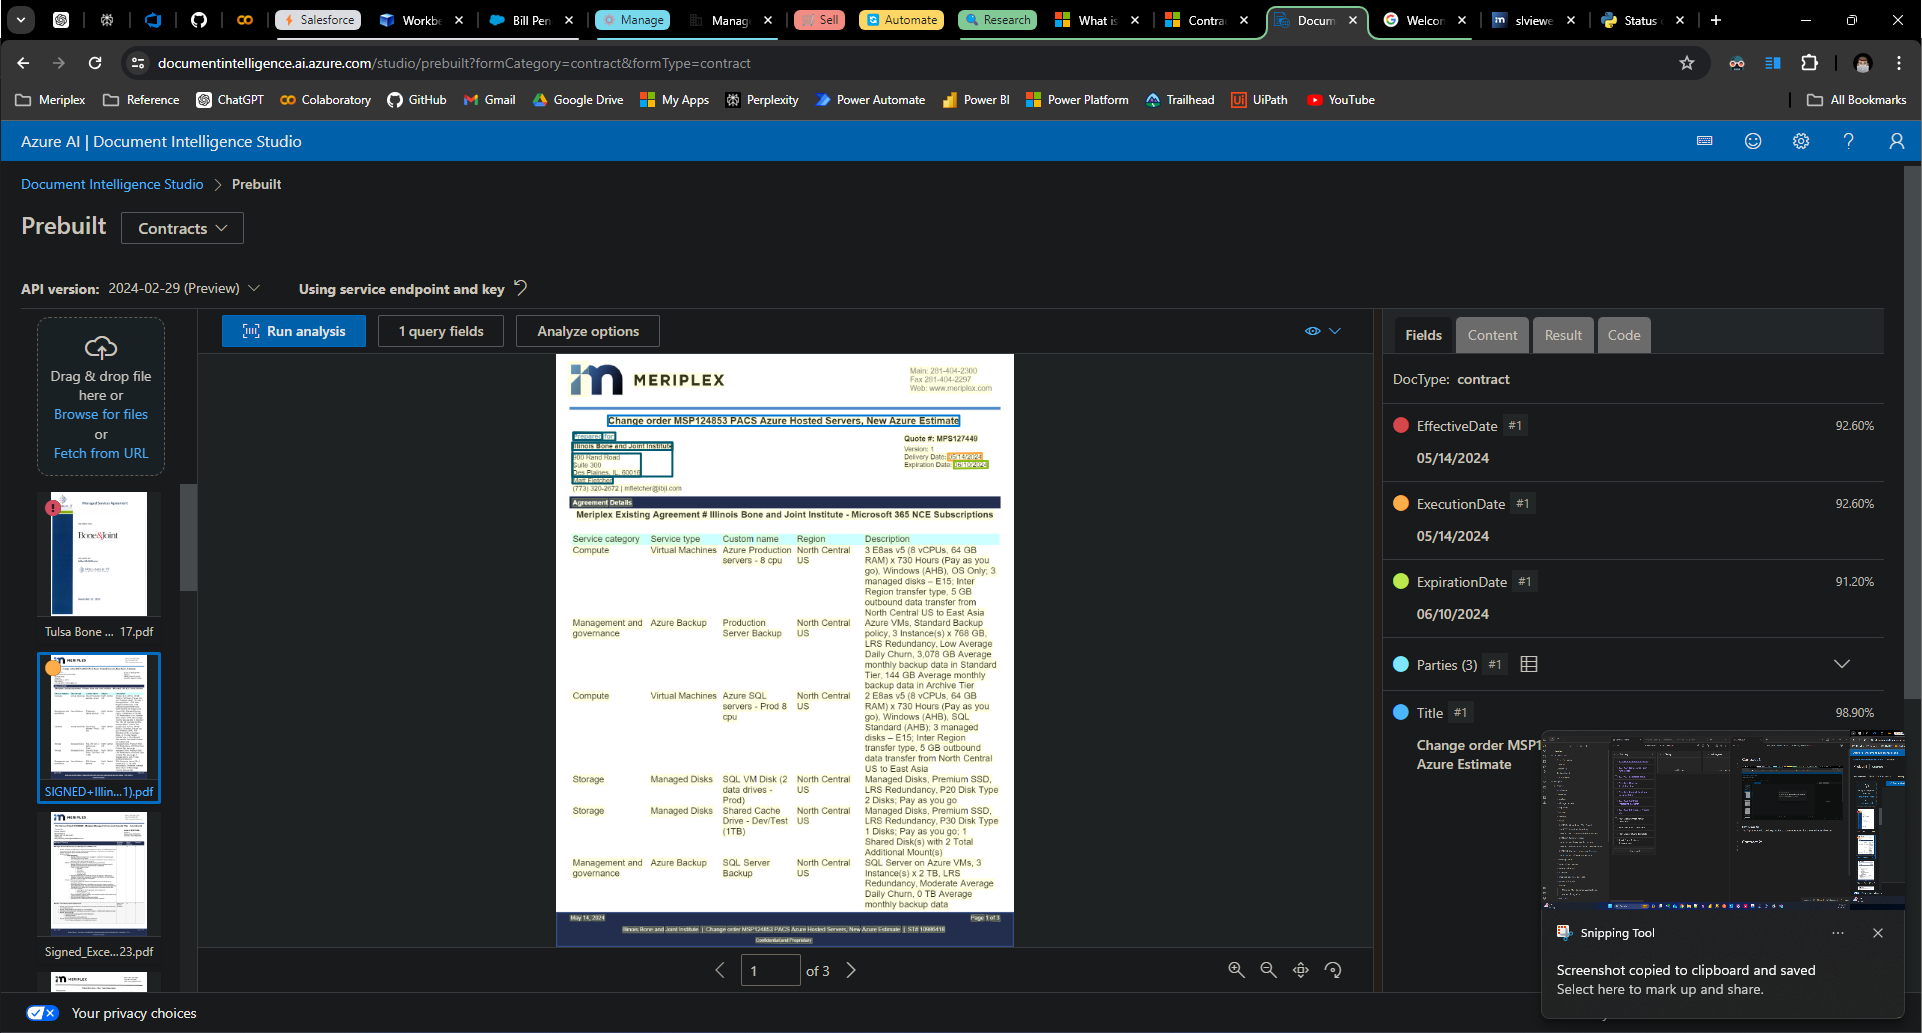 Salesforce
Workbe
Bill Pen
Manage
Manage
Sell
Automate
Research
What is
Contrac
Docum
Welcom
slviewe
Status
documentintelligence.ai.azure.com/studio/prebuilt?formCategory=contract&formType=contract
Meriplex
Reference
ChatGPT
Colaboratory
GitHub
Gmail
Google Drive
My Apps
Perplexity
Power Automate
Power BI
Power Platform
Trailhead
UiPath
YouTube
All Bookmarks
Azure AI | Document Intelligence Studio
Document Intelligence Studio > Prebuilt
Prebuilt
Contracts
API version: 2024-02-29 (Preview)
Using service endpoint and key
Drag & drop file
here or
Browse for files
or
Fetch from URL
Managed Services Agreement
Bone&Joint
Tulsa Bone ... 17.pdf
MERIPLEX
SIGNED+Illin...1).pdf
Signed_Exce...23.pdf
MERIPLEX
Run analysis
1 query fields
Analyze options
MERIPLEX
Main: 281-404-2300
Fax 281-404-2297
Web: www.meriplex.com
Change order MSP124853 PACS Azure Hosted Servers, New Azure Estimate
Prepared for:
Illinois Bone and Joint Institute
900 Rand Road
Suite 300
Des Plaines, IL, 60016
Matt Fletcher
(773) 320-2672 | mfletcher@ibji.com
Quote #: MPS127449
Version: 1
Delivery Date: 05/14/2024
Expiration Date: 06/10/2024
Agreement Details
Meriplex Existing Agreement # Illinois Bone and Joint Institute - Microsoft 365 NCE Subscriptions
Service category Service type Custom name Region Description
Compute Virtual Machines Azure Production North Central 3 E8as v5 (8 vCPUs, 64 GB
servers - 8 cpu US RAM) x 730 Hours (Pay as you
go), Windows (AHB), OS Only; 3
managed disks – E15; Inter
Region transfer type, 5 GB
outbound data transfer from
North Central US to East Asia
Management and Azure Backup Production North Central Azure VMs, Standard Backup
governance Server Backup US policy, 3 Instance(s) x 768 GB,
LRS Redundancy, Low Average
Daily Churn, 3,078 GB Average
monthly backup data in Standard
Tier, 144 GB Average monthly
backup data in Archive Tier
Compute Virtual Machines Azure SQL North Central 2 E8as v5 (8 vCPUs, 64 GB
servers - Prod 8 US RAM) x 730 Hours (Pay as you
cpu go), Windows (AHB), SQL
Standard (AHB); 3 managed
disks – E15; Inter Region
transfer type, 5 GB outbound
data transfer from North Central
US to East Asia
Storage Managed Disks SQL VM Disk (2 North Central Managed Disks, Premium SSD,
data drives - US LRS Redundancy, P20 Disk Type
Prod) 2 Disks; Pay as you go
Storage Managed Disks Shared Cache North Central Managed Disks, Premium SSD,
Drive - Dev/Test US LRS Redundancy, P30 Disk Type
(1TB) 1 Disks; Pay as you go; 1
Shared Disk(s) with 2 Total
Additional Mount(s)
Management and Azure Backup SQL Server North Central SQL Server on Azure VMs, 3
governance Backup US Instance(s) x 2 TB, LRS
Redundancy, Moderate Average
Daily Churn, 0 TB Average
monthly backup data
May 14, 2024
Page 1 of 3
Illinois Bone and Joint Institute | Change order MSP124853 PACS Azure Hosted Servers, New Azure Estimate | ST# 10986418
Confidential and Proprietary
1 of 3
Fields
Content
Result
Code
DocType: contract
EffectiveDate #1 92.60%
05/14/2024
ExecutionDate #1 92.60%
05/14/2024
ExpirationDate #1 91.20%
06/10/2024
Parties (3) #1
Title #1 98.90%
Change order MSP1
Azure Estimate
Snipping Tool
Screenshot copied to clipboard and saved
Select here to mark up and share.
Your privacy choices